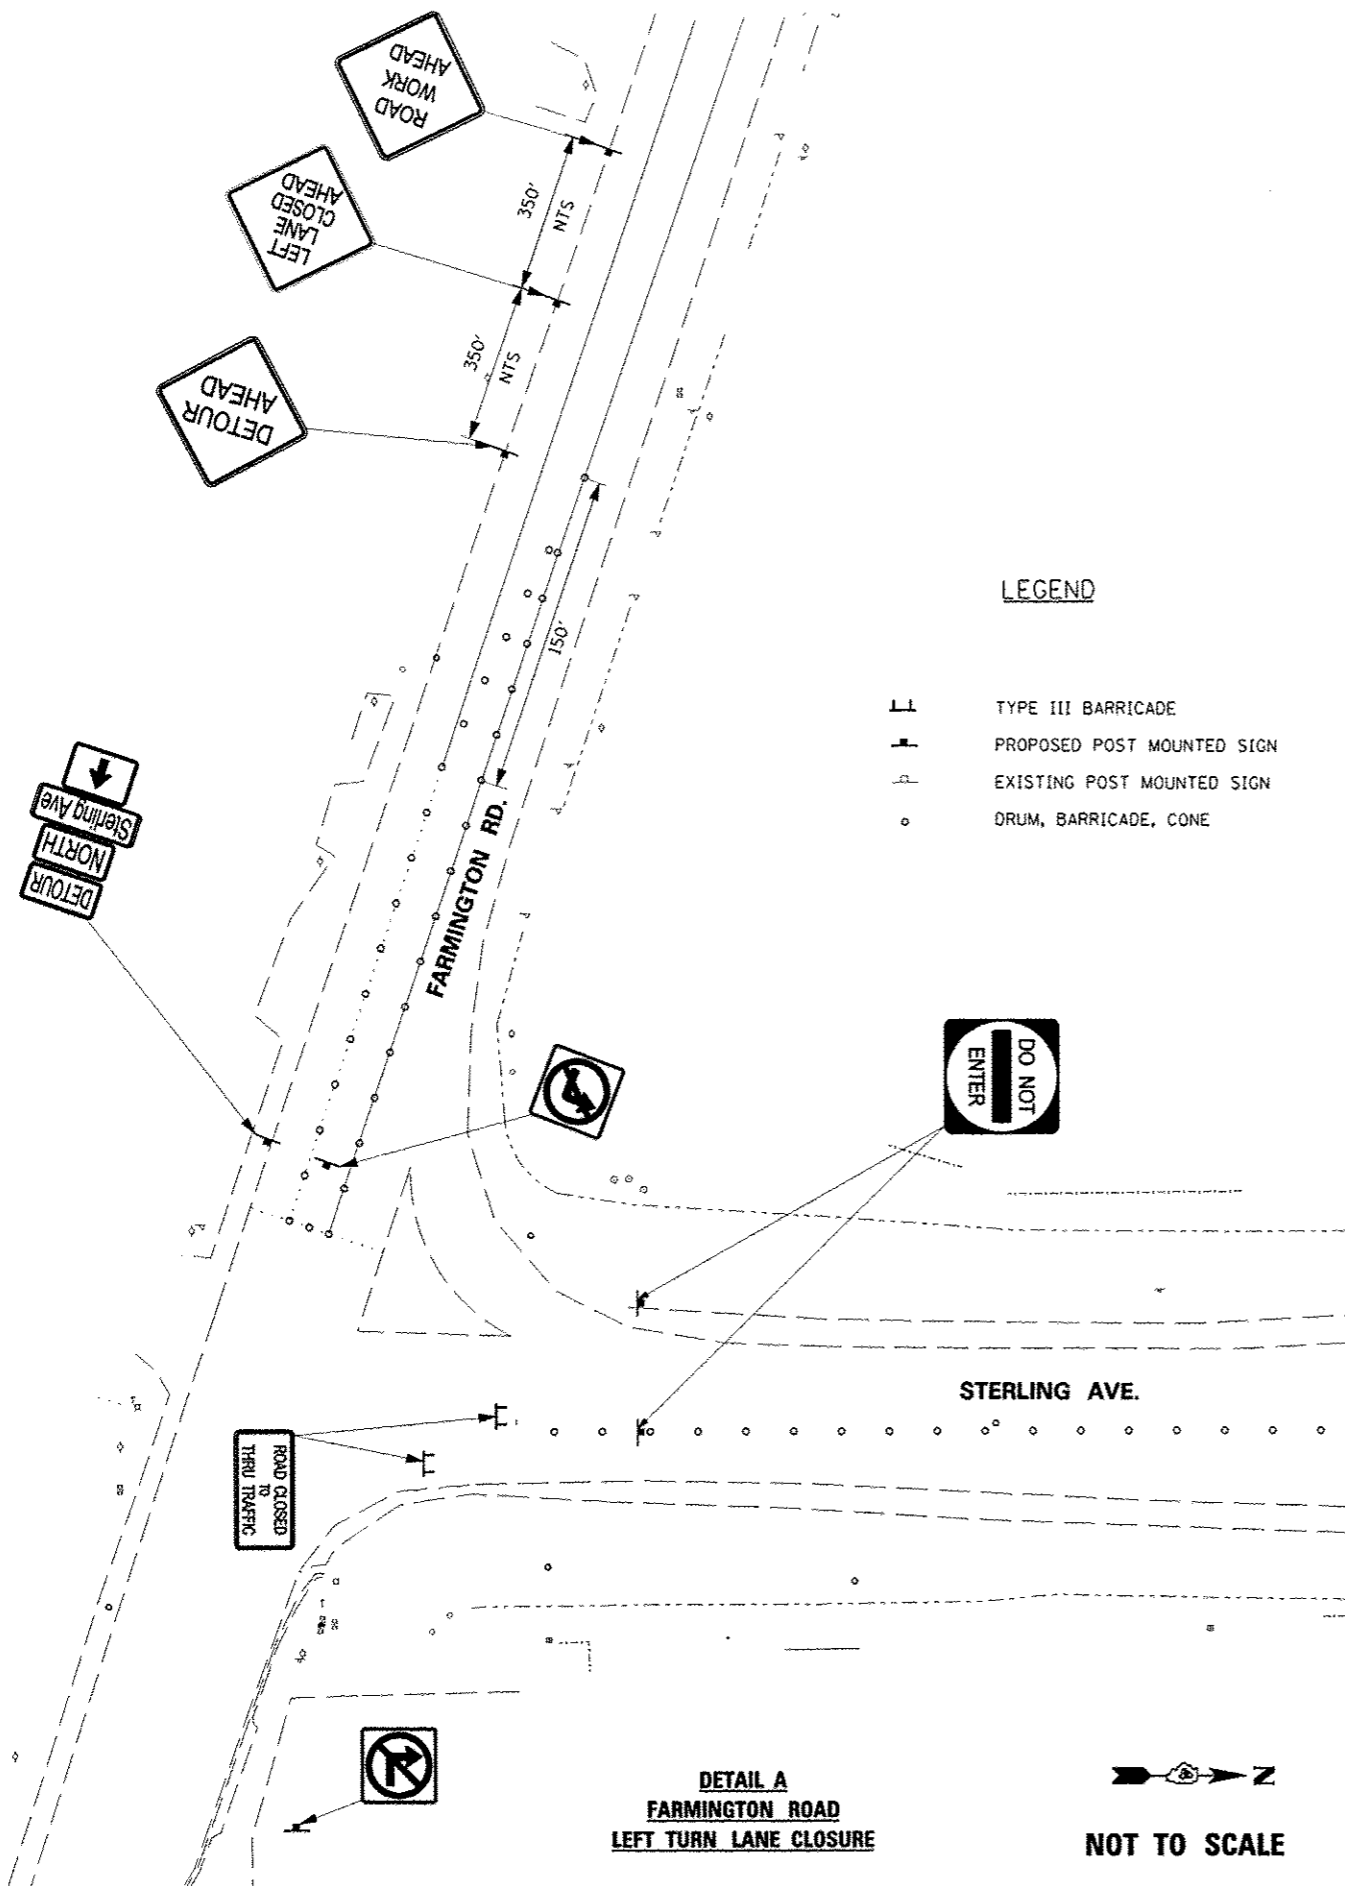 ROAD
WORK
AHEAD
LEFT
LANE
CLOSED
AHEAD
DETOUR
AHEAD
350'
NTS
350'
NTS
150'
LEGEND
TYPE III BARRICADE
PROPOSED POST MOUNTED SIGN
EXISTING POST MOUNTED SIGN
DRUM, BARRICADE, CONE
DETOUR
NORTH
Sterling Ave
FARMINGTON RD.
DO NOT
ENTER
STERLING AVE.
ROAD CLOSED
TO
THRU TRAFFIC
DETAIL A
FARMINGTON ROAD
LEFT TURN LANE CLOSURE
N
NOT TO SCALE